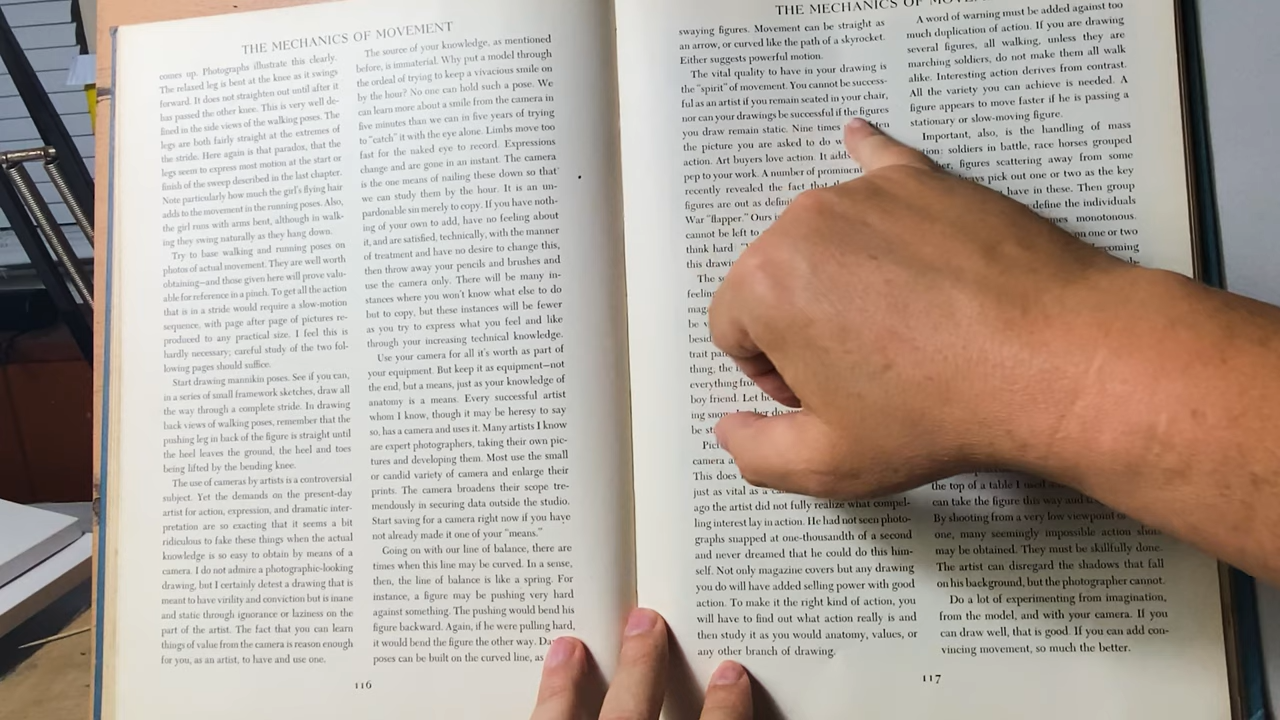 THE MECHANICS OF MOVEMENT
comes up. Photographs illustrate this clearly.
The relaxed leg is bent at the knee as it swings
forward. It does not straighten out until after it
has passed the other knee. This is very well de-
fined in the side views of the walking poses. The
legs are both fairly straight at the extremes of
the stride. Here again is that paradox, that the
legs seem to express most motion at the start or
finish of the sweep described in the last chapter.
Note particularly how much the girl's flying hair
adds to the movement in the running poses. Also,
the girl runs with arms bent, although in walk-
ing they swing naturally as they hang down.
Try to base walking and running poses on
photos of actual movement. They are well worth
obtaining—and those given here will prove valu-
able for reference in a pinch. To get all the action
that is in a stride would require a slow-motion
sequence, with page after page of pictures re-
produced to any practical size. I feel this is
hardly necessary; careful study of the two fol-
lowing pages should suffice.
Start drawing mannikin poses. See if you can,
in a series of small framework sketches, draw all
the way through a complete stride. In drawing
back views of walking poses, remember that the
pushing leg in back of the figure is straight until
the heel leaves the ground, the heel and toes
being lifted by the bending knee.
The use of cameras by artists is a controversial
subject. Yet the demands on the present-day
artist for action, expression, and dramatic inter-
pretation are so exacting that it seems a bit
ridiculous to fake these things when the actual
knowledge is so easy to obtain by means of a
camera. I do not admire a photographic-looking
drawing, but I certainly detest a drawing that is
meant to have virility and conviction but is inane
and static through ignorance or laziness on the
part of the artist. The fact that you can learn
things of value from the camera is reason enough
for you, as an artist, to have and use one.
The source of your knowledge, as mentioned
before, is immaterial. Why put a model through
the ordeal of trying to keep a vivacious smile on
by the hour? No one can hold such a pose. We
can learn more about a smile from the camera in
five minutes than we can in five years of trying
to "catch" it with the eye alone. Limbs move too
fast for the naked eye to record. Expressions
change and are gone in an instant. The camera
is the one means of nailing these down so that
we can study them by the hour. It is an un-
pardonable sin merely to copy. If you have noth-
ing of your own to add, have no feeling about
it, and are satisfied, technically, with the manner
of treatment and have no desire to change this,
then throw away your pencils and brushes and
use the camera only. There will be many in-
stances where you won't know what else to do
but to copy, but these instances will be fewer
as you try to express what you feel and like
through your increasing technical knowledge.
Use your camera for all it's worth as part of
your equipment. But keep it as equipment—not
the end, but a means, just as your knowledge of
anatomy is a means. Every successful artist
whom I know, though it may be heresy to say
so, has a camera and uses it. Many artists I know
are expert photographers, taking their own pic-
tures and developing them. Most use the small
or candid variety of camera and enlarge their
prints. The camera broadens their scope tre-
mendously in securing data outside the studio.
Start saving for a camera right now if you have
not already made it one of your "means."
Going on with our line of balance, there are
times when this line may be curved. In a sense,
then, the line of balance is like a spring. For
instance, a figure may be pushing very hard
against something. The pushing would bend his
figure backward. Again, if he were pulling hard,
it would bend the figure the other way.
poses can be built on the curved line, as
116
THE MECHANICS OF
swaying figures. Movement can be straight as
an arrow, or curved like the path of a skyrocket.
Either suggests powerful motion.
The vital quality to have in your drawing is
the "spirit" of movement. You cannot be success-
ful as an artist if you remain seated in your chair,
nor can your drawings be successful if the figures
you draw remain static. Nine times
the picture you are asked to do
action. Art buyers love action. It adds
pep to your work. A number of prominent
recently revealed the fact that
figures are out as
War "flapper." Ours
cannot be left to
think hard
this
The
be
thing; the
everything
boy friend. Let
ing
be
camera
This does
just as vital as a
ago the artist did not fully realize what compel-
ling interest lay in action. He had not seen photo-
graphs snapped at one-thousandth of a second
and never dreamed that he could do this him-
self. Not only magazine covers but any drawing
you do will have added selling power with good
action. To make it the right kind of action, you
will have to find out what action really is and
then study it as you would anatomy, values, or
any other branch of drawing.
A word of warning must be added against too
much duplication of action. If you are drawing
several figures, all walking, unless they are
marching soldiers, do not make them all walk
alike. Interesting action derives from contrast.
All the variety you can achieve is needed. A
figure appears to move faster if he is passing a
stationary or slow-moving figure.
Important, also, is the handling of mass
soldiers in battle, race horses grouped
figures scattering away from some
pick out one or two as the key
have in these. Then group
define the individuals
monotonous.
on one or two
the top of a table I used
can take the figure this way and
By shooting from a very low viewpoint
one, many seemingly impossible action shots
may be obtained. They must be skillfully done.
The artist can disregard the shadows that fall
on his background, but the photographer cannot.
Do a lot of experimenting from imagination,
from the model, and with your camera. If you
can draw well, that is good. If you can add con-
vincing movement, so much the better.
117